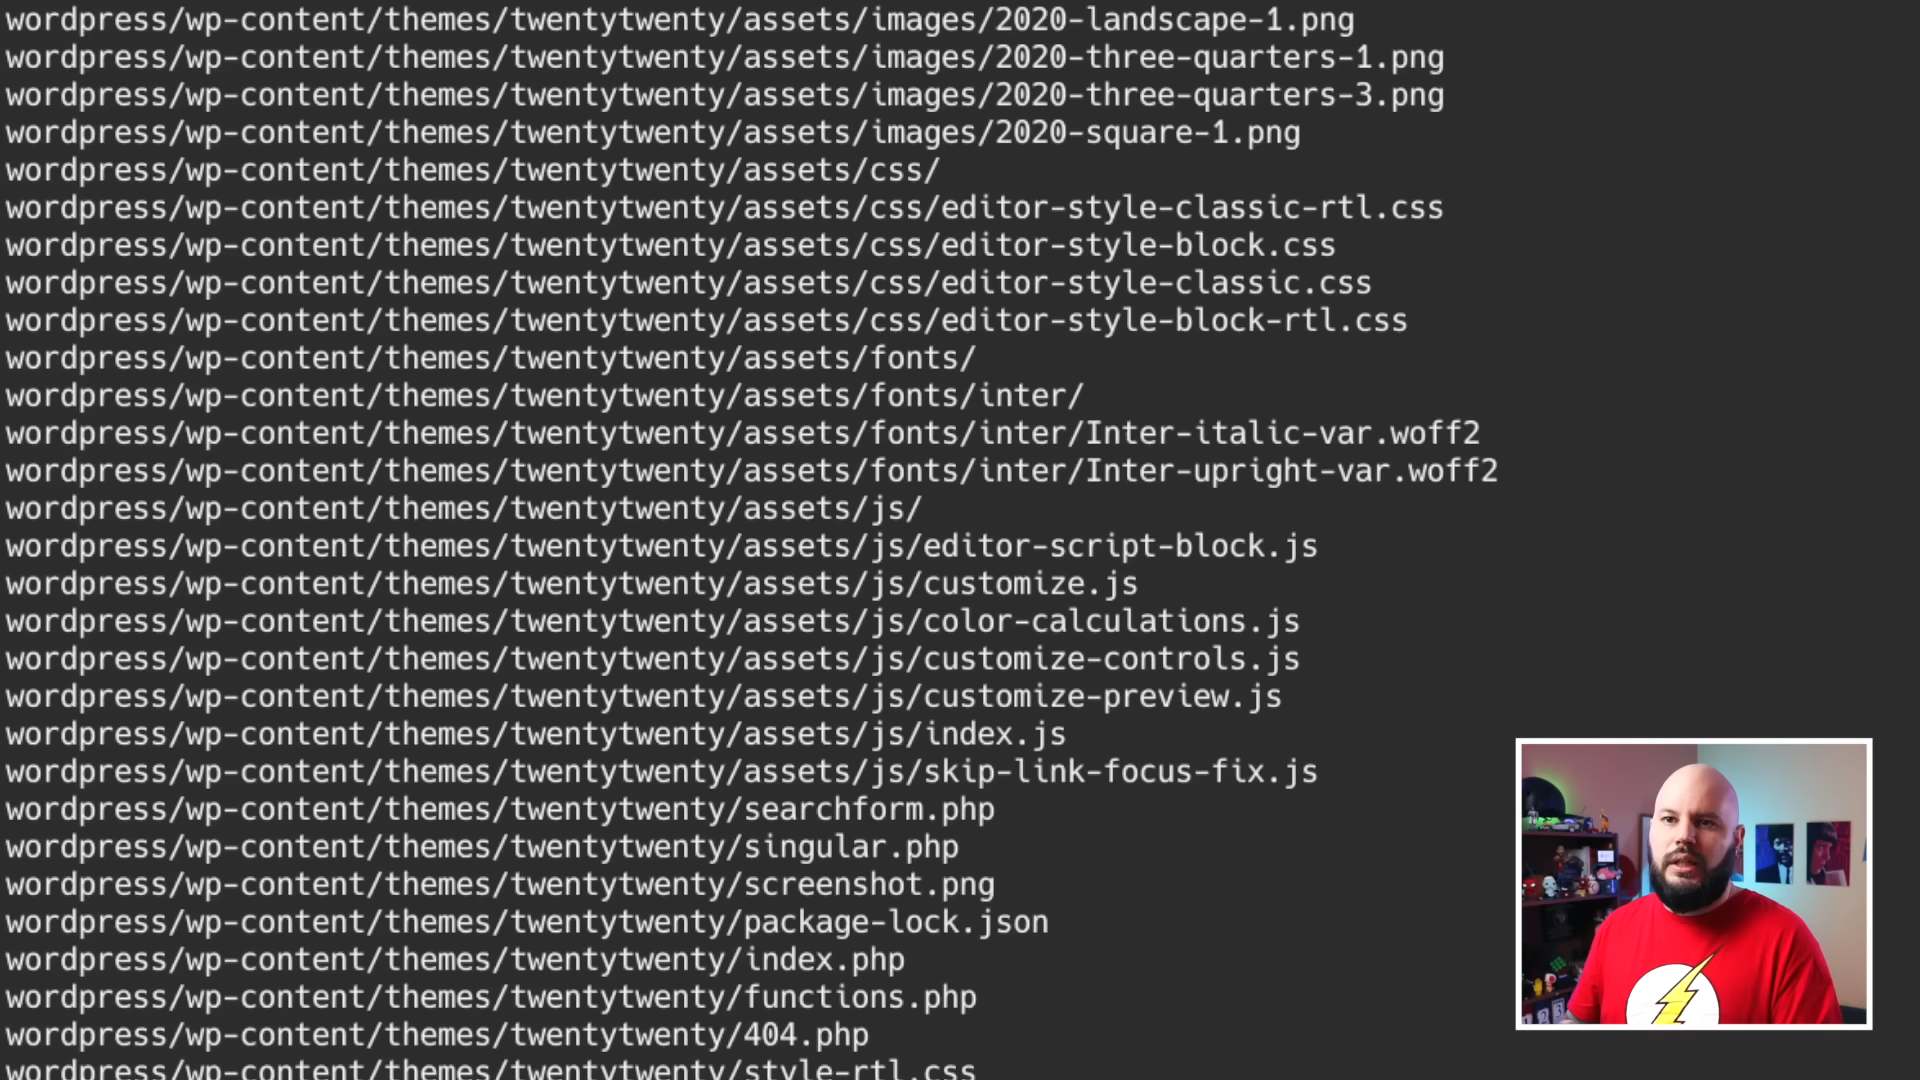 wordpress/wp-content/themes/twentytwenty/assets/images/2020-landscape-1.png
wordpress/wp-content/themes/twentytwenty/assets/images/2020-three-quarters-1.png
wordpress/wp-content/themes/twentytwenty/assets/images/2020-three-quarters-3.png
wordpress/wp-content/themes/twentytwenty/assets/images/2020-square-1.png
wordpress/wp-content/themes/twentytwenty/assets/css/
wordpress/wp-content/themes/twentytwenty/assets/css/editor-style-classic-rtl.css
wordpress/wp-content/themes/twentytwenty/assets/css/editor-style-block.css
wordpress/wp-content/themes/twentytwenty/assets/css/editor-style-classic.css
wordpress/wp-content/themes/twentytwenty/assets/css/editor-style-block-rtl.css
wordpress/wp-content/themes/twentytwenty/assets/fonts/
wordpress/wp-content/themes/twentytwenty/assets/fonts/inter/
wordpress/wp-content/themes/twentytwenty/assets/fonts/inter/Inter-italic-var.woff2
wordpress/wp-content/themes/twentytwenty/assets/fonts/inter/Inter-upright-var.woff2
wordpress/wp-content/themes/twentytwenty/assets/js/
wordpress/wp-content/themes/twentytwenty/assets/js/editor-script-block.js
wordpress/wp-content/themes/twentytwenty/assets/js/customize.js
wordpress/wp-content/themes/twentytwenty/assets/js/color-calculations.js
wordpress/wp-content/themes/twentytwenty/assets/js/customize-controls.js
wordpress/wp-content/themes/twentytwenty/assets/js/customize-preview.js
wordpress/wp-content/themes/twentytwenty/assets/js/index.js
wordpress/wp-content/themes/twentytwenty/assets/js/skip-link-focus-fix.js
wordpress/wp-content/themes/twentytwenty/searchform.php
wordpress/wp-content/themes/twentytwenty/singular.php
wordpress/wp-content/themes/twentytwenty/screenshot.png
wordpress/wp-content/themes/twentytwenty/package-lock.json
wordpress/wp-content/themes/twentytwenty/index.php
wordpress/wp-content/themes/twentytwenty/functions.php
wordpress/wp-content/themes/twentytwenty/404.php
wordpress/wp-content/themes/twentytwenty/style-rtl.css